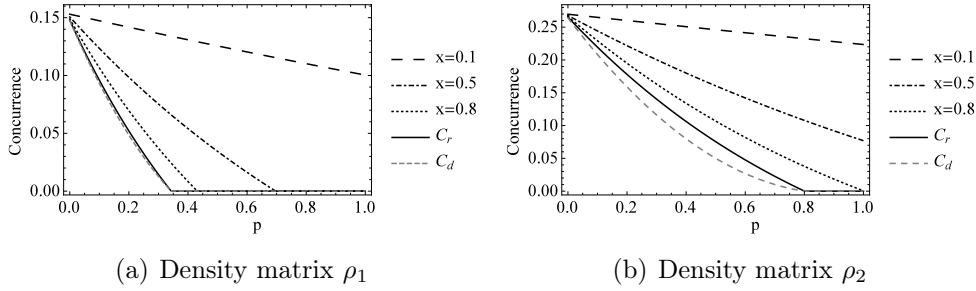 0.15
0.10
0.05
0.00
Concurrence
0.0 0.2 0.4 0.6 0.8 1.0
p
x=0.1
x=0.5
x=0.8
C_r
C_d
(a) Density matrix ρ₁
0.25
0.20
0.15
0.10
0.05
0.00
Concurrence
0.0 0.2 0.4 0.6 0.8 1.0
p
x=0.1
x=0.5
x=0.8
C_r
C_d
(b) Density matrix ρ₂